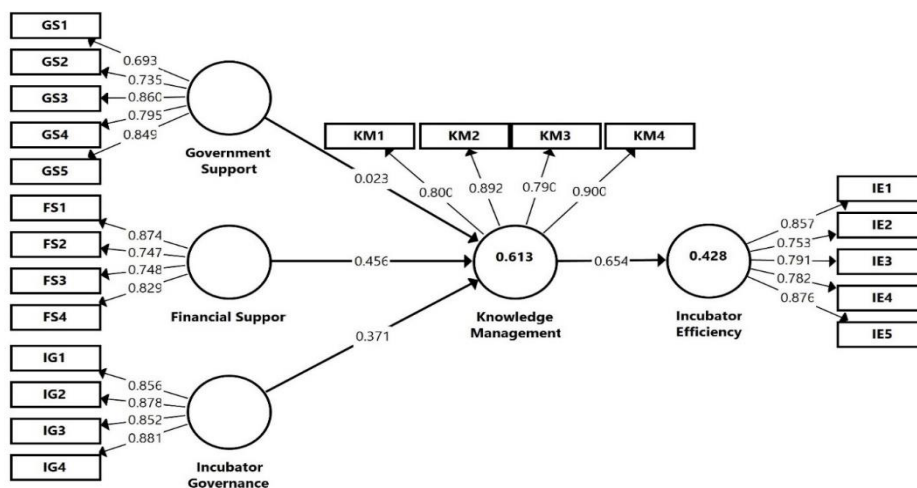 GS1
GS2
GS3
GS4
GS5
0.693
0.735
0.860
0.795
0.849
Government
Support
0.023
FS1
FS2
FS3
FS4
0.874
0.747
0.748
0.829
Financial Suppor
0.456
IG1
IG2
IG3
IG4
0.856
0.878
0.852
0.881
Incubator
Governance
0.371
KM1
KM2
KM3
KM4
0.800
0.892
0.790
0.900
0.613
Knowledge
Management
0.654
0.428
Incubator
Efficiency
0.857
0.753
0.791
0.782
0.876
IE1
IE2
IE3
IE4
IE5